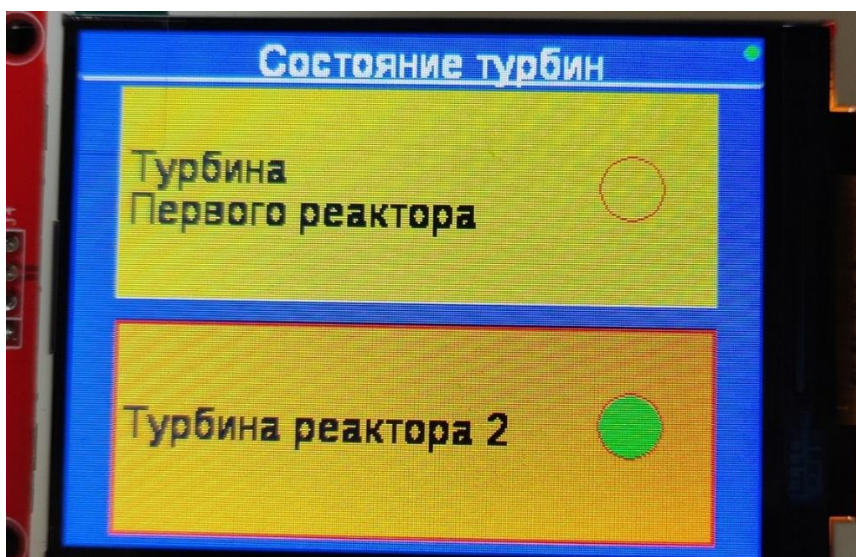 Состояние турбин
Турбина
Первого реактора
Турбина реактора 2